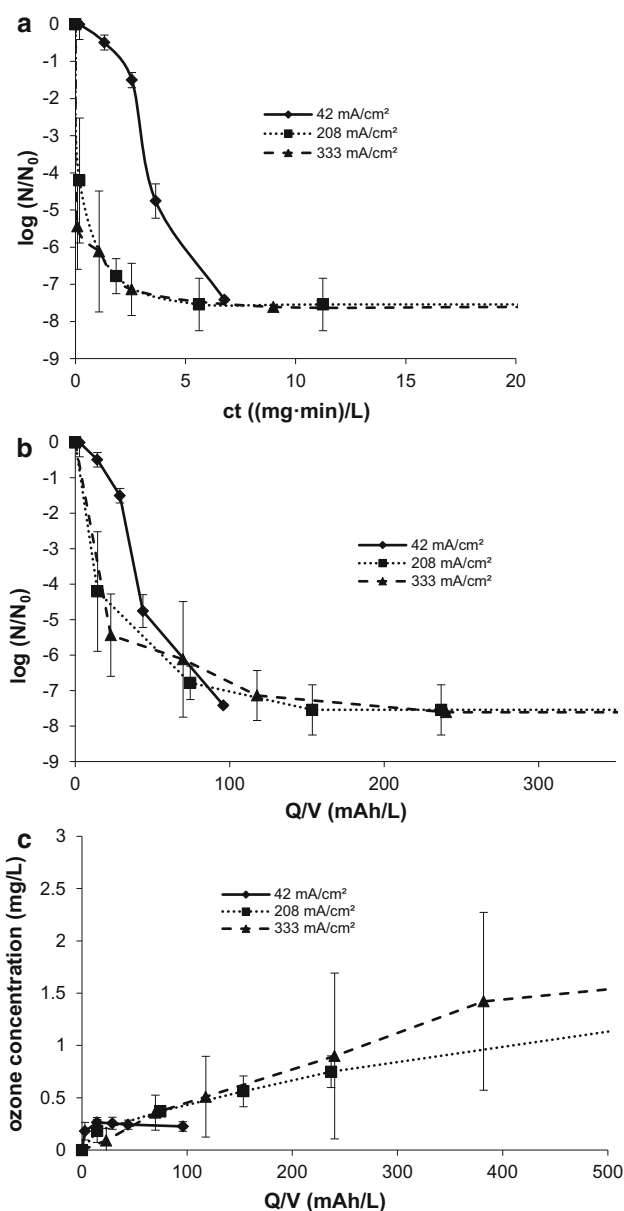 a
0
-1
-2
-3
-4
-5
-6
-7
-8
-9
log (N/N₀)
42 mA/cm²
208 mA/cm²
333 mA/cm²
0 5 10 15 20
ct ((mg·min)/L)
b
0
-1
-2
-3
-4
-5
-6
-7
-8
-9
log (N/N₀)
42 mA/cm²
208 mA/cm²
333 mA/cm²
0 100 200 300
Q/V (mAh/L)
c
3
2.5
2
1.5
1
0.5
0
ozone concentration (mg/L)
42 mA/cm²
208 mA/cm²
333 mA/cm²
0 100 200 300 400 500
Q/V (mAh/L)